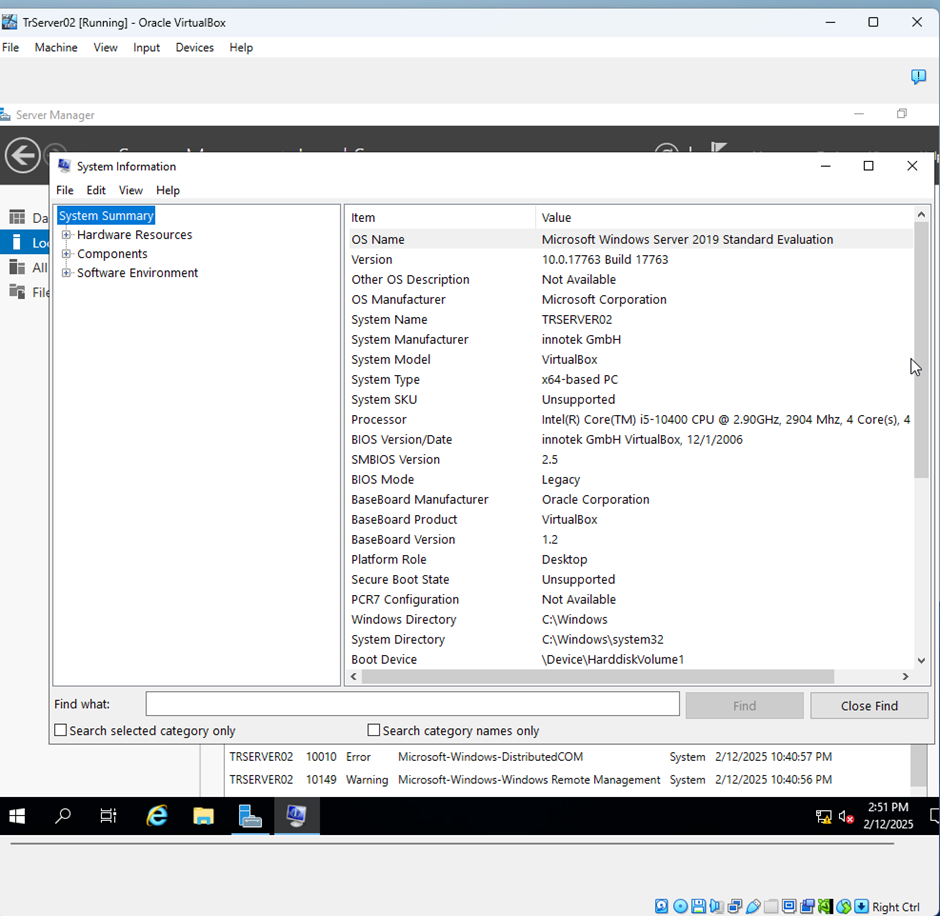 TrServer02 [Running] - Oracle VirtualBox
File Machine View Input Devices Help
Server Manager
System Information
File Edit View Help
Da
Loc
All
File
System Summary
Hardware Resources
Components
Software Environment
Item Value
OS Name Microsoft Windows Server 2019 Standard Evaluation
Version 10.0.17763 Build 17763
Other OS Description Not Available
OS Manufacturer Microsoft Corporation
System Name TRSERVER02
System Manufacturer innotek GmbH
System Model VirtualBox
System Type x64-based PC
System SKU Unsupported
Processor Intel(R) Core(TM) i5-10400 CPU @ 2.90GHz, 2904 Mhz, 4 Core(s), 4
BIOS Version/Date innotek GmbH VirtualBox, 12/1/2006
SMBIOS Version 2.5
BIOS Mode Legacy
BaseBoard Manufacturer Oracle Corporation
BaseBoard Product VirtualBox
BaseBoard Version 1.2
Platform Role Desktop
Secure Boot State Unsupported
PCR7 Configuration Not Available
Windows Directory C:\Windows
System Directory C:\Windows\system32
Boot Device \Device\HarddiskVolume1
Find what: Find Close Find
Search selected category only Search category names only
TRSERVER02 10010 Error Microsoft-Windows-DistributedCOM System 2/12/2025 10:40:57 PM
TRSERVER02 10149 Warning Microsoft-Windows-Windows Remote Management System 2/12/2025 10:40:56 PM
2:51 PM
2/12/2025
Right Ctrl